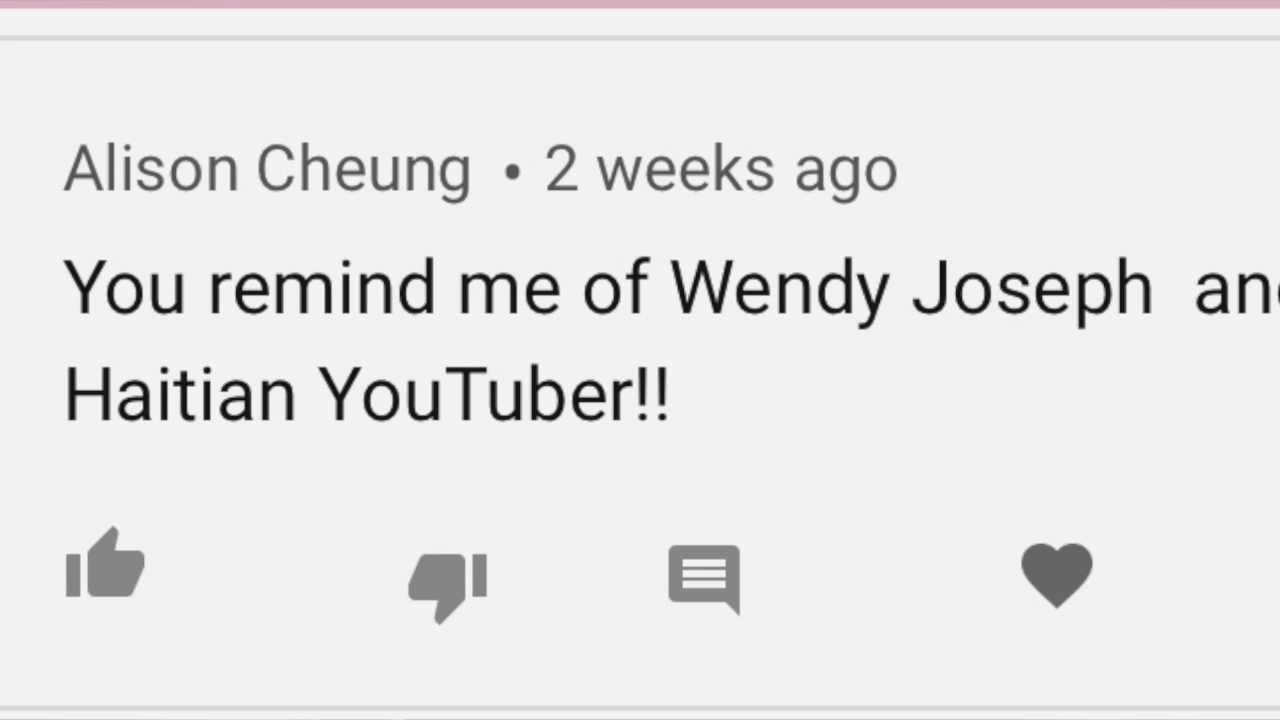 Alison Cheung • 2 weeks ago
You remind me of Wendy Joseph
Haitian YouTuber!!